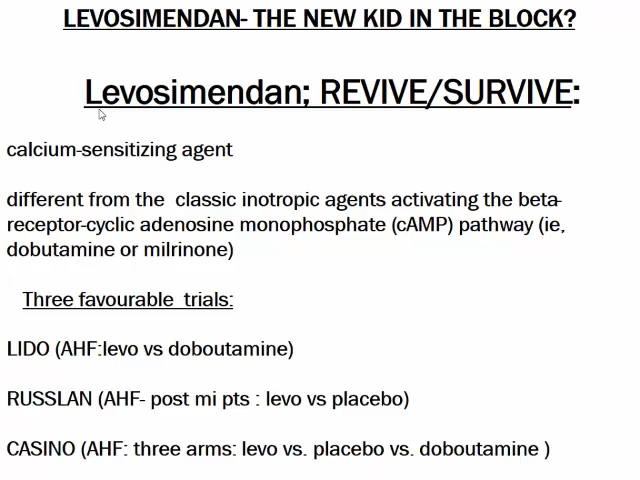 LEVOSIMENDAN- THE NEW KID IN THE BLOCK?
Levosimendan; REVIVE/SURVIVE:
calcium-sensitizing agent
different from the classic inotropic agents activating the beta-
receptor-cyclic adenosine monophosphate (cAMP) pathway (ie,
dobutamine or milrinone)
Three favourable trials:
LIDO (AHF:levo vs doboutamine)
RUSSLAN (AHF- post mi pts : levo vs placebo)
CASINO (AHF: three arms: levo vs. placebo vs. doboutamine )